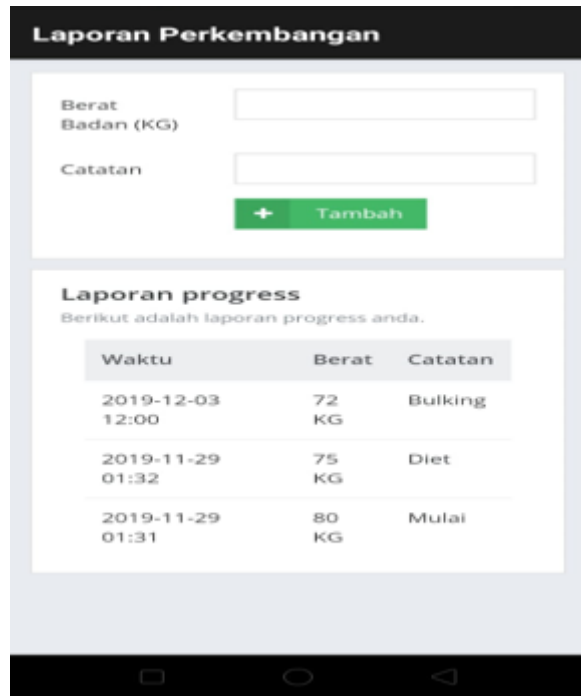 Laporan Perkembangan
Berat
Badan (KG)
Catatan
+ Tambah
Laporan progress
Berikut adalah laporan progress anda.
Waktu Berat Catatan
2019-12-03 72 Bulking
12:00 KG
2019-11-29 75 Diet
01:32 KG
2019-11-29 80 Mulai
01:31 KG